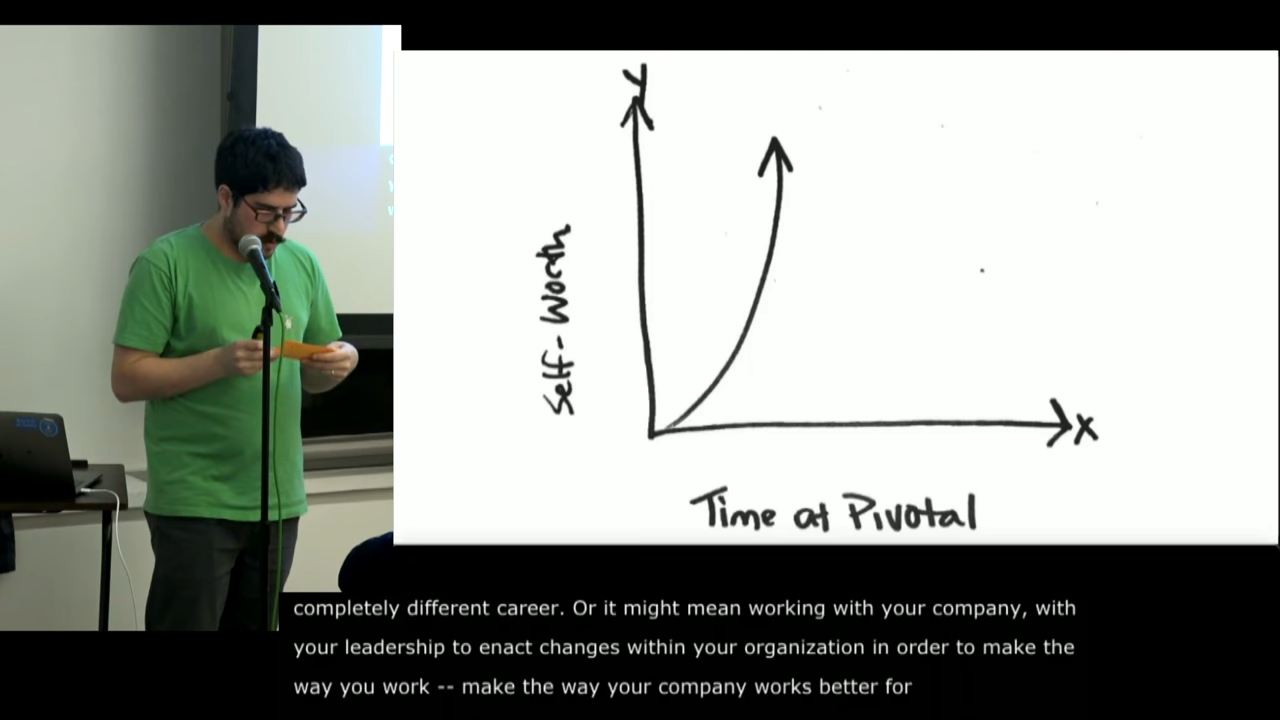 Y
Self-Worth
X
Time at Pivotal
completely different career. Or it might mean working with your company, with
your leadership to enact changes within your organization in order to make the
way you work -- make the way your company works better for